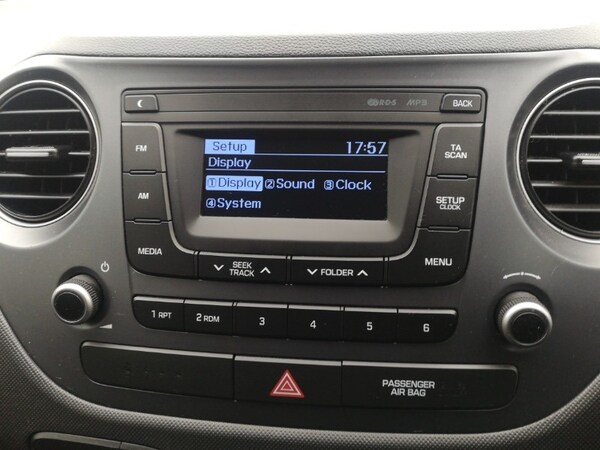 RDS MP3 BACK
FM
Setup 17:57
TA
SCAN
Display
① Display ② Sound ③ Clock
④ System
AM
SETUP
CLOCK
MEDIA
SEEK
TRACK
FOLDER
MENU
1 RPT 2 RDM 3 4 5 6
PASSENGER
AIR BAG